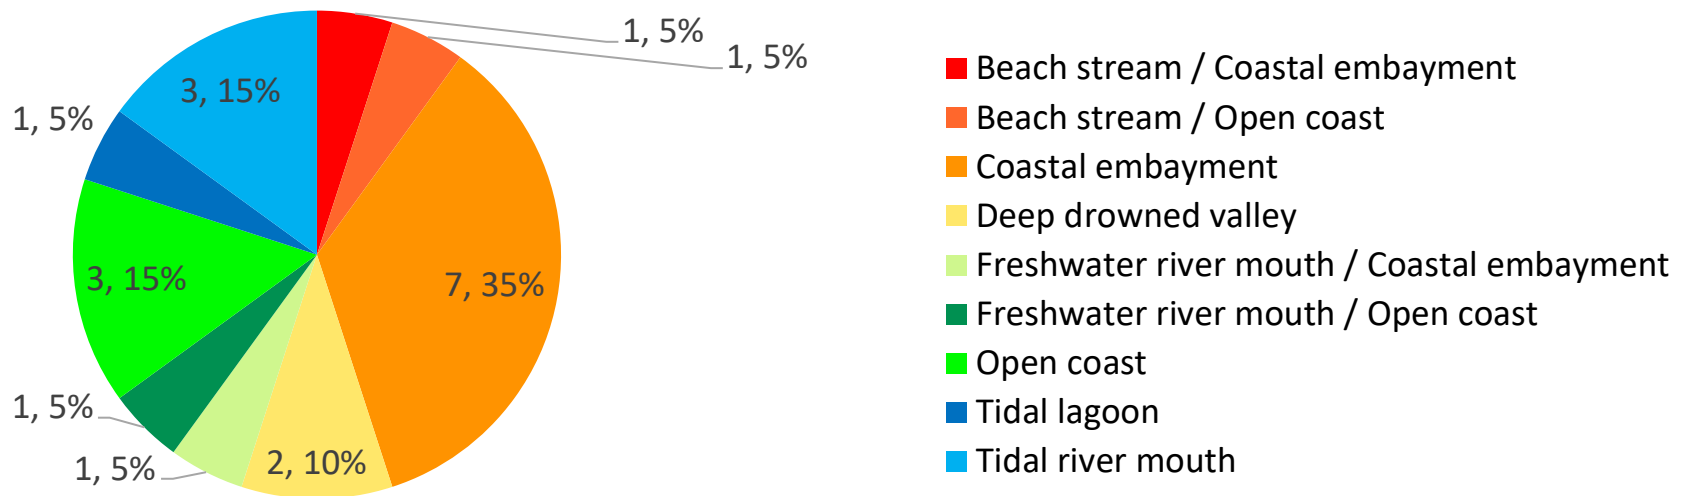 1, 5%
1, 5%
3, 15%
1, 5%
7, 35%
3, 15%
1, 5%
2, 10%
1, 5%
Beach stream / Coastal embayment
Beach stream / Open coast
Coastal embayment
Deep drowned valley
Freshwater river mouth / Coastal embayment
Freshwater river mouth / Open coast
Open coast
Tidal lagoon
Tidal river mouth